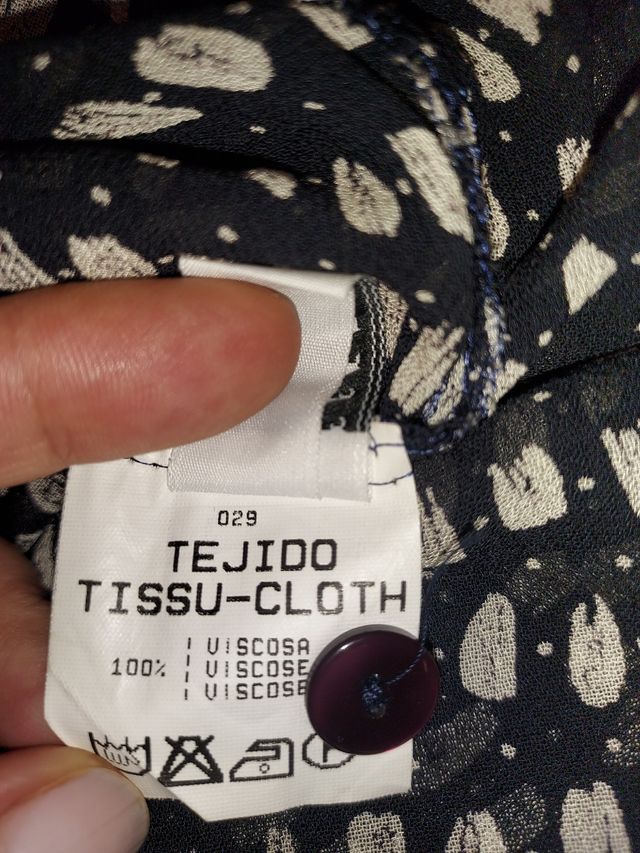 029
TEJIDO
TISSU-CLOTH
100% VISCOSA
VISCOSE
VISCOSE
P